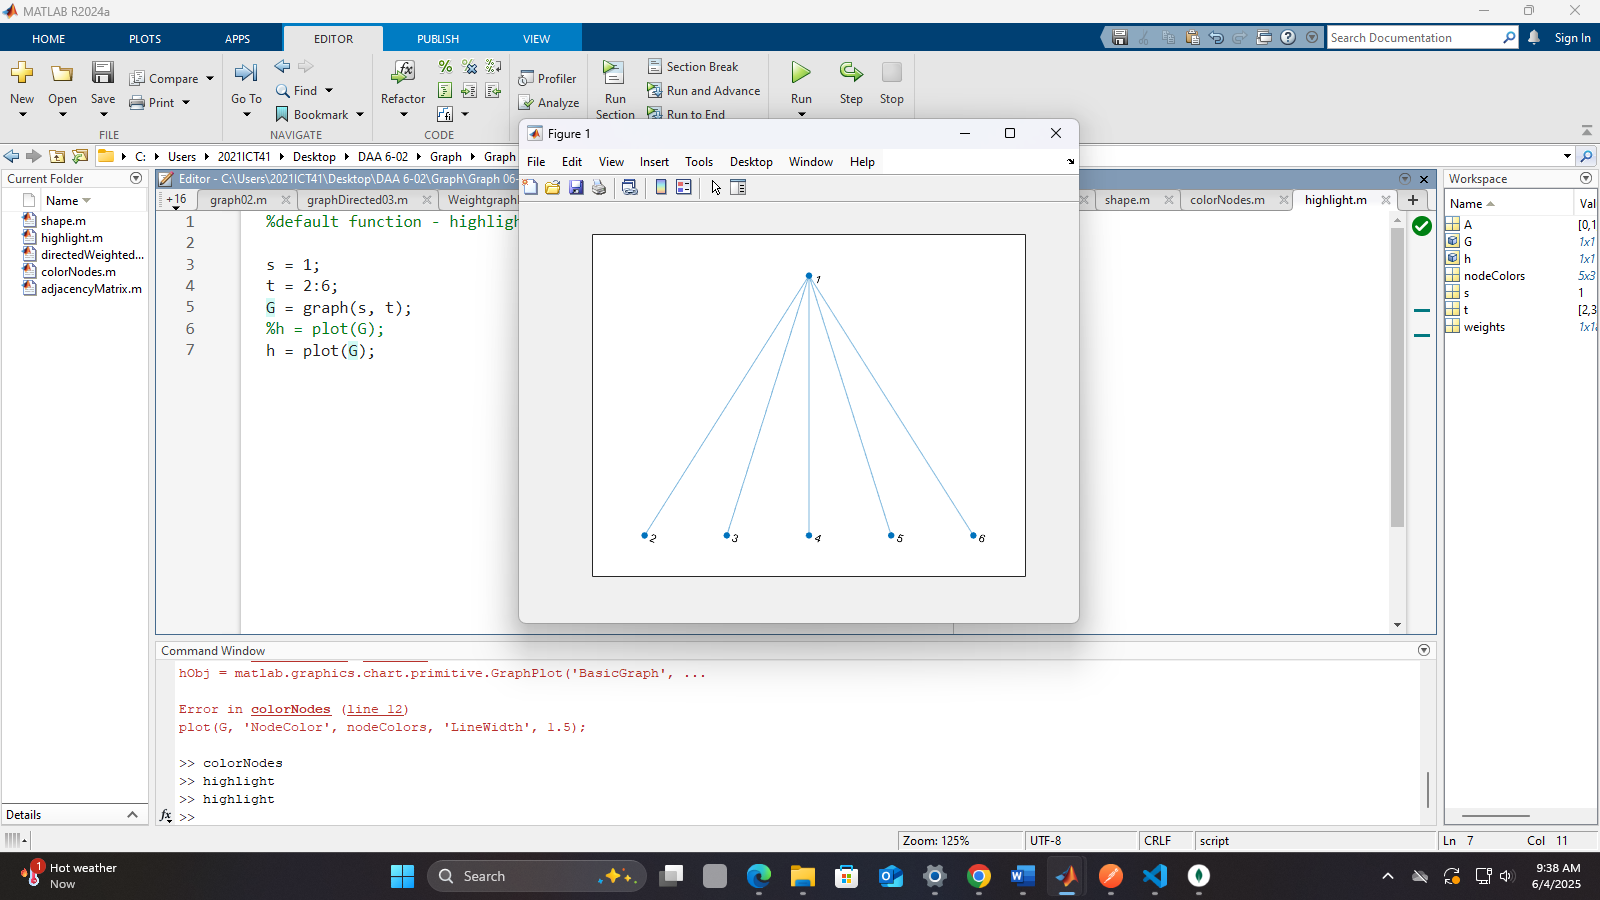 MATLAB R2024a
HOME
PLOTS
APPS
EDITOR
PUBLISH
VIEW
Search Documentation
Sign In
New
Open
Save
Compare
Print
FILE
Go To
Find
Bookmark
NAVIGATE
Refactor
CODE
Profiler
Analyze
Run
Section
Section Break
Run and Advance
Run to End
Run
Step
Stop
C: Users 2021ICT41 Desktop DAA 6-02 Graph Graph
Current Folder
Name
shape.m
highlight.m
directedWeighted...
colorNodes.m
adjacencyMatrix.m
Details
Editor - C:\Users\2021ICT41\Desktop\DAA 6-02\Graph\Graph 06-
+16
graph02.m
graphDirected03.m
Weightgraph
shape.m
colorNodes.m
highlight.m
1 %default function - highligh
2
3 s = 1;
4 t = 2:6;
5 G = graph(s, t);
6 %h = plot(G);
7 h = plot(G);
Figure 1
File Edit View Insert Tools Desktop Window Help
1
2 3 4 5 6
Workspace
Name Val
A [0,1
G 1x1
h 1x1
nodeColors 5x3
s 1
t [2,3
weights 1x1
Command Window
hObj = matlab.graphics.chart.primitive.GraphPlot('BasicGraph', ...
Error in colorNodes (line 12)
plot(G, 'NodeColor', nodeColors, 'LineWidth', 1.5);
>> colorNodes
>> highlight
>> highlight
fx >>
Zoom: 125%
UTF-8
CRLF
script
Ln 7 Col 11
1
Hot weather
Now
Search
9:38 AM
6/4/2025